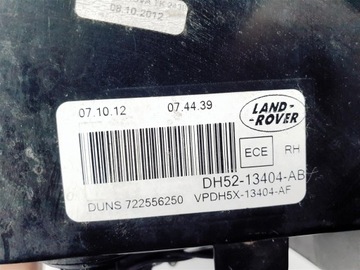 08.10.2012
07.10.12 07.44.39
LAND-
ROVER
ECE RH
DH52-13404-AB
DUNS 722556250 VPDH5X-13404-AF